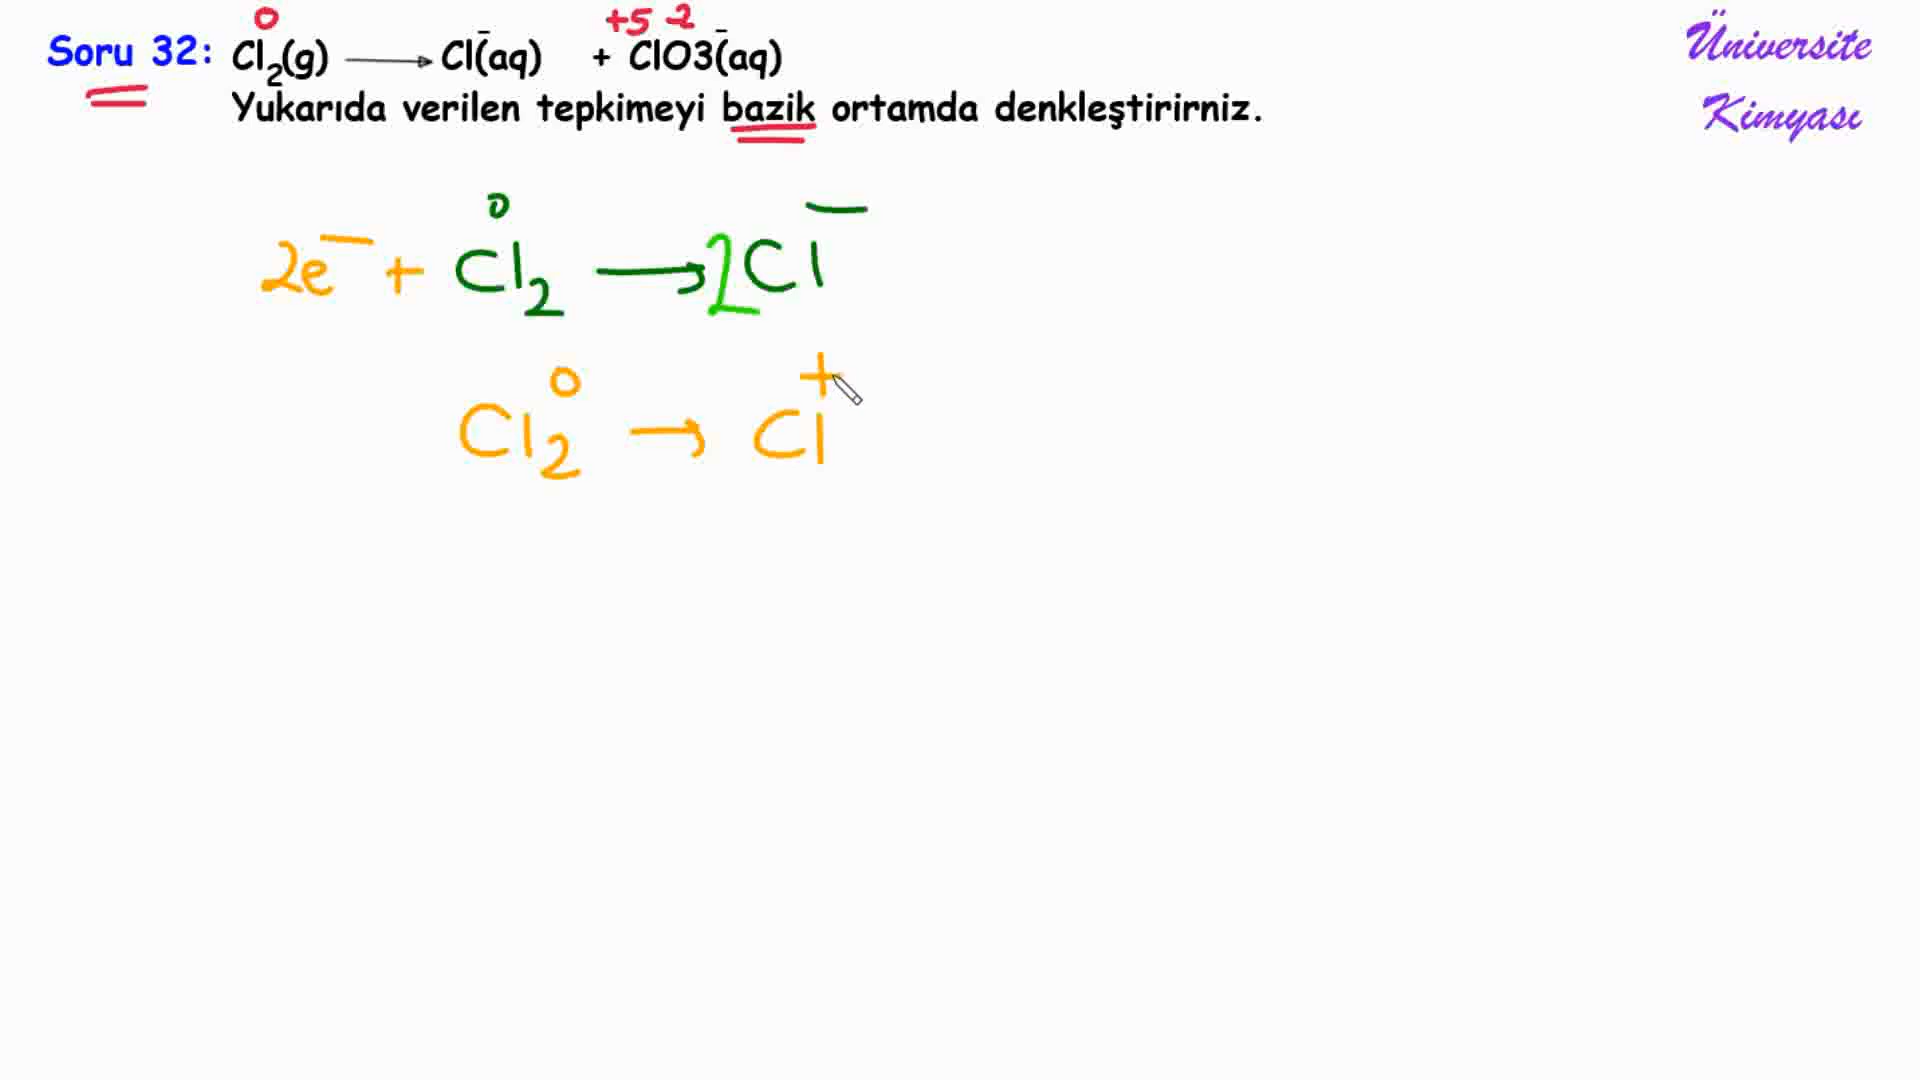 0 +5 -2
Soru 32: Cl2(g) → Cl-(aq) + ClO3-(aq)
Yukarıda verilen tepkimeyi bazik ortamda denkleştirirniz.
Üniversite
Kimyası
2e- + Cl2^0 → 2Cl-
Cl2^0 → Cl+